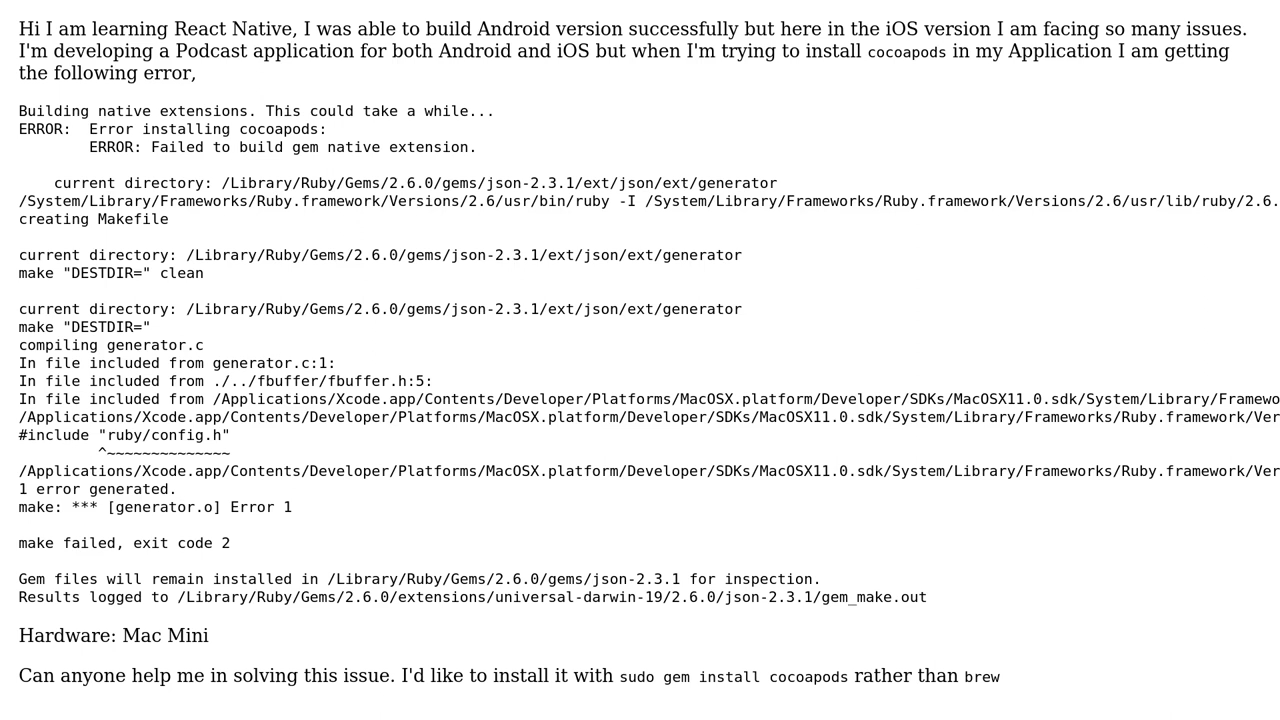 Hi I am learning React Native, I was able to build Android version successfully but here in the iOS version I am facing so many issues.
I'm developing a Podcast application for both Android and iOS but when I'm trying to install cocoapods in my Application I am getting
the following error,
Building native extensions. This could take a while...
ERROR:  Error installing cocoapods:
        ERROR: Failed to build gem native extension.
    current directory: /Library/Ruby/Gems/2.6.0/gems/json-2.3.1/ext/json/ext/generator
/System/Library/Frameworks/Ruby.framework/Versions/2.6/usr/bin/ruby -I /System/Library/Frameworks/Ruby.framework/Versions/2.6/usr/lib/ruby/2.6.
creating Makefile
current directory: /Library/Ruby/Gems/2.6.0/gems/json-2.3.1/ext/json/ext/generator
make "DESTDIR=" clean
current directory: /Library/Ruby/Gems/2.6.0/gems/json-2.3.1/ext/json/ext/generator
make "DESTDIR="
compiling generator.c
In file included from generator.c:1:
In file included from ./../fbuffer/fbuffer.h:5:
In file included from /Applications/Xcode.app/Contents/Developer/Platforms/MacOSX.platform/Developer/SDKs/MacOSX11.0.sdk/System/Library/Framewo
/Applications/Xcode.app/Contents/Developer/Platforms/MacOSX.platform/Developer/SDKs/MacOSX11.0.sdk/System/Library/Frameworks/Ruby.framework/Ver
#include "ruby/config.h"
         ^~~~~~~~~~~~~~~
/Applications/Xcode.app/Contents/Developer/Platforms/MacOSX.platform/Developer/SDKs/MacOSX11.0.sdk/System/Library/Frameworks/Ruby.framework/Ver
1 error generated.
make: *** [generator.o] Error 1
make failed, exit code 2
Gem files will remain installed in /Library/Ruby/Gems/2.6.0/gems/json-2.3.1 for inspection.
Results logged to /Library/Ruby/Gems/2.6.0/extensions/universal-darwin-19/2.6.0/json-2.3.1/gem_make.out
Hardware: Mac Mini
Can anyone help me in solving this issue. I'd like to install it with sudo gem install cocoapods rather than brew